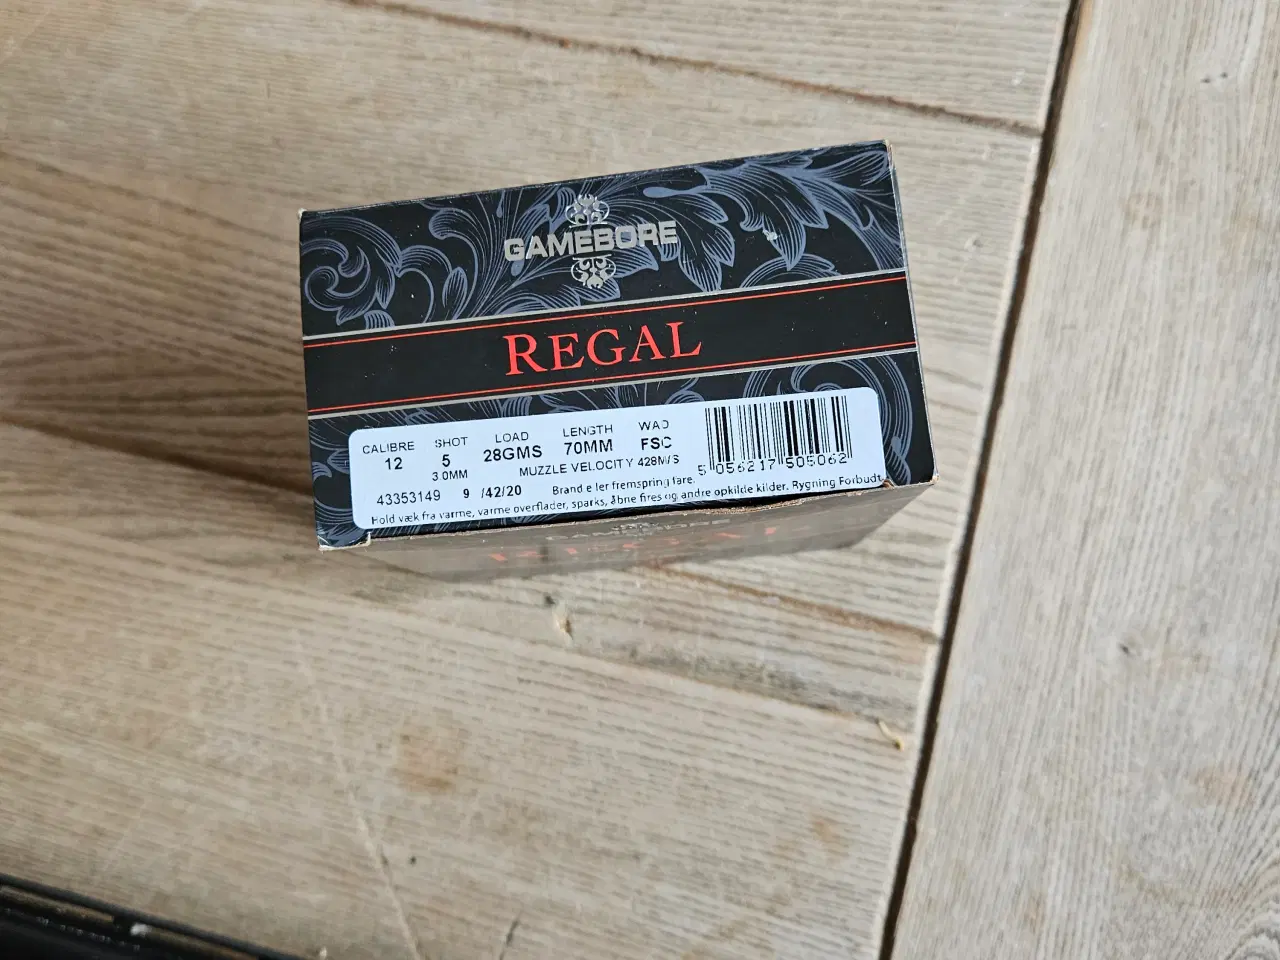 GAMEBORE
REGAL
CALIBRE SHOT LOAD LENGTH WAD
12 5 28GMS 70MM FSC
3.0MM MUZZLE VELOCITY 428M/S
5 056217 505062
43353149 9 /42/20 Brand eller fremspring fare.
Hold væk fra varme, varme overflader, sparks, åbne fires og andre opkilde kilder. Rygning Forbudt.
GAMEBORE
REGAL